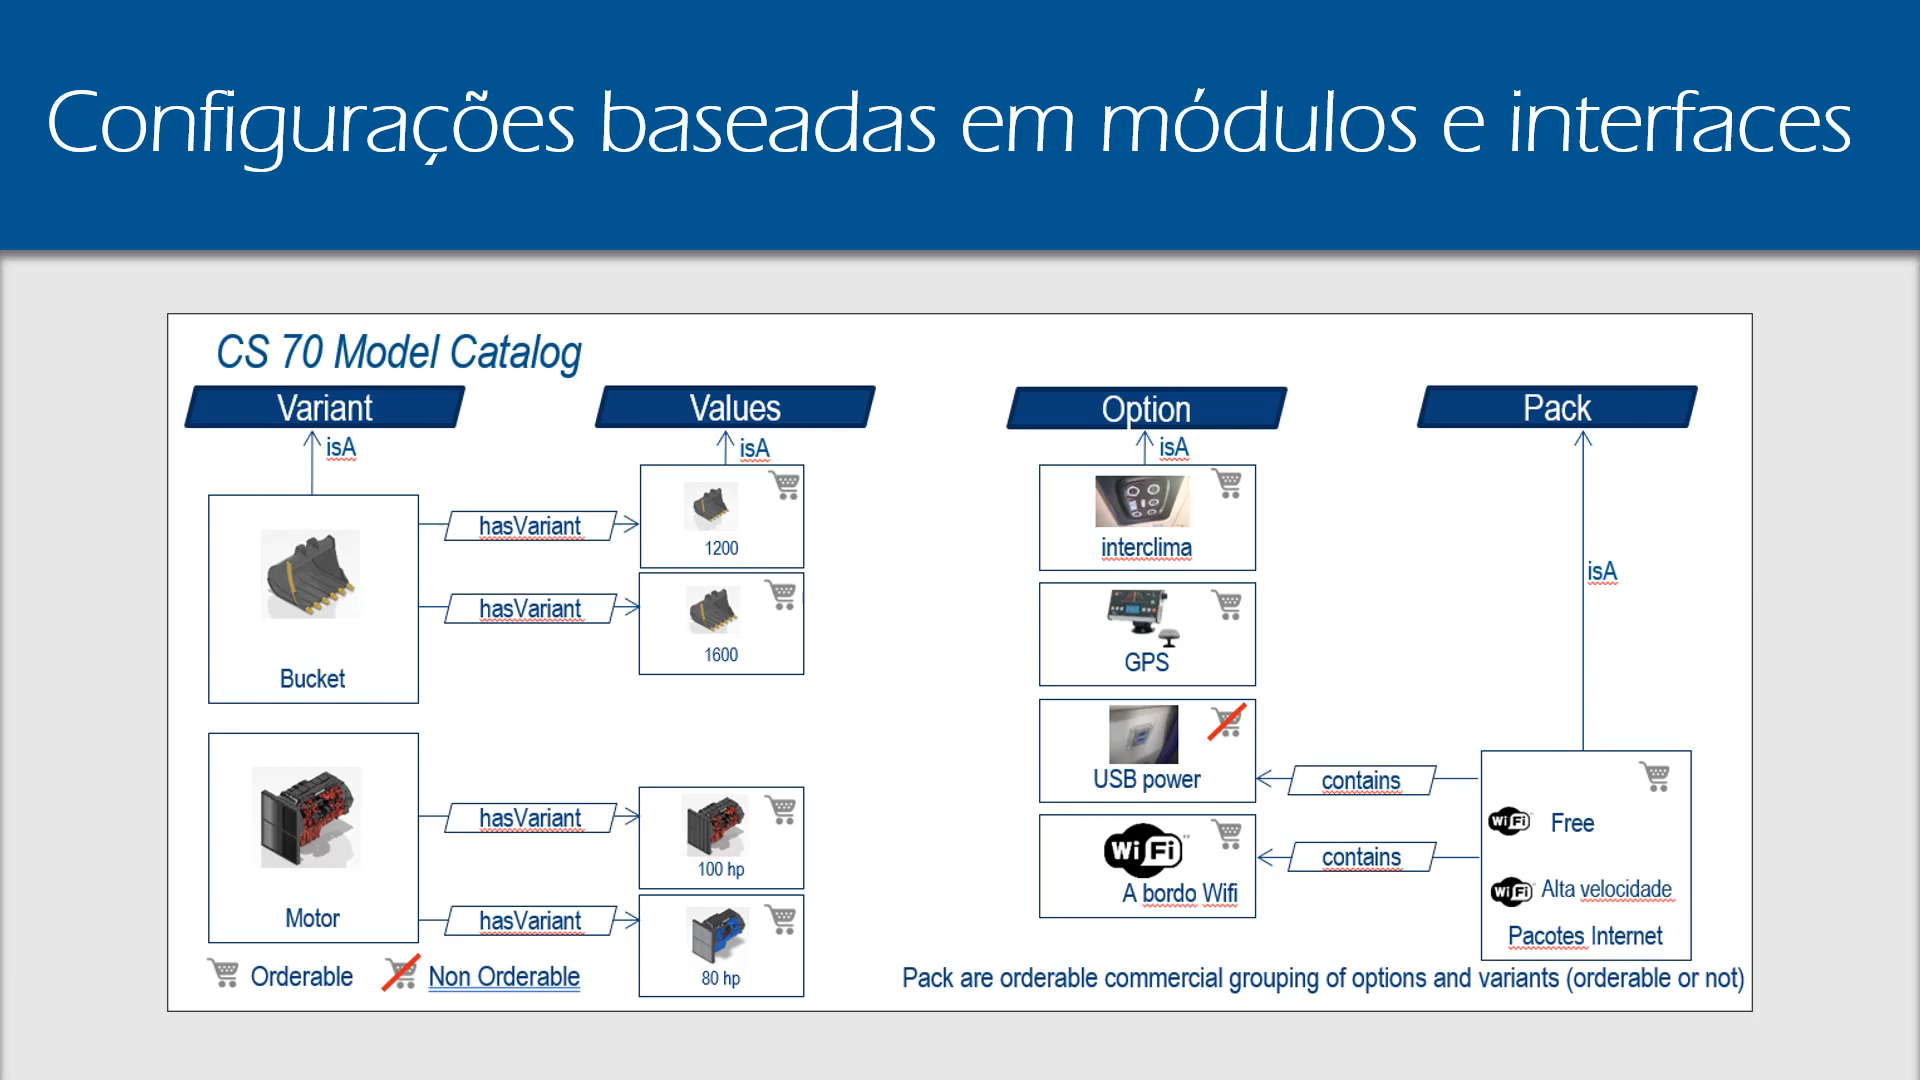 Configurações baseadas em módulos e interfaces
CS 70 Model Catalog
Variant
Values
Option
Pack
isA
isA
isA
isA
Bucket
hasVariant
hasVariant
1200
1600
Motor
hasVariant
hasVariant
100 hp
80 hp
interclima
GPS
USB power
WiFi
A bordo Wifi
contains
contains
WiFi Free
WiFi Alta velocidade
Pacotes Internet
Orderable
Non Orderable
Pack are orderable commercial grouping of options and variants (orderable or not)